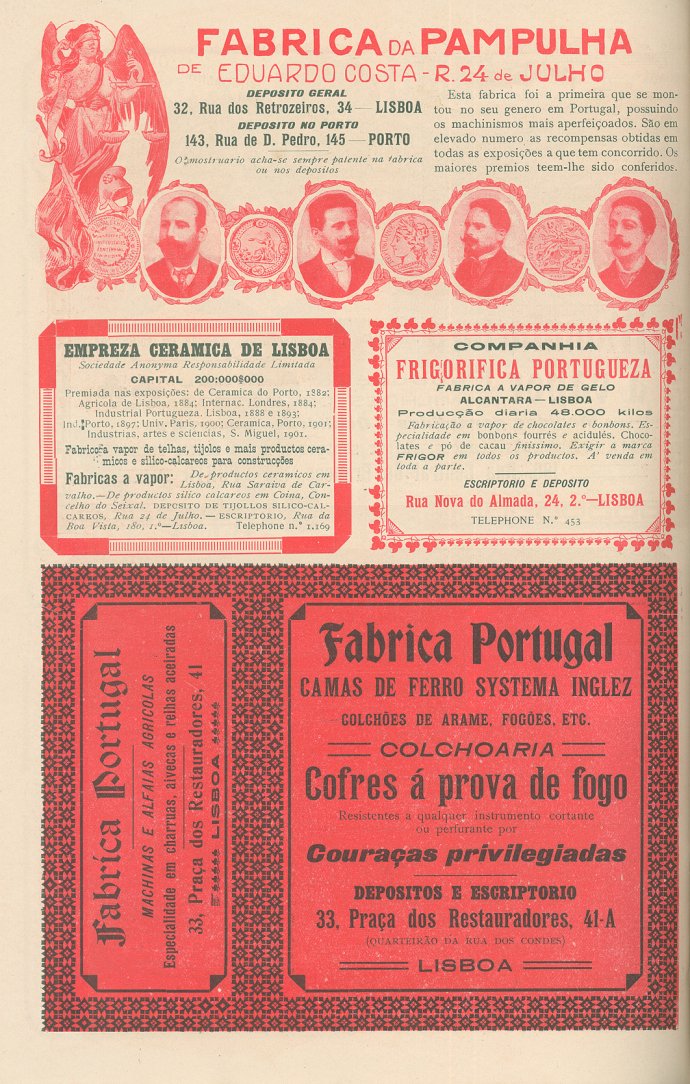 FABRICA DA PAMPULHA
DE EDUARDO COSTA - R. 24 de JULHO
DEPOSITO GERAL
32, Rua dos Retrozeiros, 34 — LISBOA
DEPOSITO NO PORTO
143, Rua de D. Pedro, 145 — PORTO
O mostruario acha-se sempre patente na fabrica
ou nos depositos
Esta fabrica foi a primeira que se mon-
tou no seu genero em Portugal, possuindo
os machinismos mais aperfeiçoados. São em
elevado numero as recompensas obtidas em
todas as exposições a que tem concorrido. Os
maiores premios teem-lhe sido conferidos.
EMPREZA CERAMICA DE LISBOA
Sociedade Anonyma Responsabilidade Limitada
CAPITAL 200:000$000
Premiada nas exposições: de Ceramica do Porto, 1882;
Agricola de Lisboa, 1884; Internac. Londres, 1884;
Industrial Portugueza. Lisboa, 1888 e 1893;
Ind. Porto, 1897; Univ. Paris, 1900; Ceramica, Porto, 1901;
Industrias, artes e sciencias, S. Miguel, 1901.
Fabrico a vapor de telhas, tijolos e mais productos cera-
micos e silico-calcareos para construcções
Fabricas a vapor: De productos ceramicos em
Lisboa, Rua Saraiva de Car-
valho.—De productos silico calcareos em Coina, Con-
celho do Seixal. DEPOSITO DE TIJOLLOS SILICO-CAL-
CAREOS, Rua 24 de Julho. — ESCRIPTORIO, Rua da
Boa Vista, 180, 1.º—Lisboa. Telephone n.º 1.169
COMPANHIA
FRIGORIFICA PORTUGUEZA
FABRICA A VAPOR DE GELO
ALCANTARA—LISBOA
Producção diaria 48.000 kilos
Fabricação a vapor de chocolates e bonbons. Es-
pecialidade em bonbons fourrés e acidulés. Choco-
lates e pó de cacau finissimo. Exigir a marca
FRIGOR em todos os productos. A' venda em
toda a parte.
ESCRIPTORIO E DEPOSITO
Rua Nova do Almada, 24, 2.º—LISBOA
TELEPHONE N.º 453
Fabrica Portugal
MACHINAS E ALFAIAS AGRICOLAS
Especialidade em charruas, aivecas e relhas aceiradas
33, Praça dos Restauradores, 41
LISBOA
Fabrica Portugal
CAMAS DE FERRO SYSTEMA INGLEZ
COLCHÕES DE ARAME, FOGÕES, ETC.
COLCHOARIA
Cofres á prova de fogo
Resistentes a qualquer instrumento cortante
ou perfurante por
Couraças privilegiadas
DEPOSITOS E ESCRIPTORIO
33, Praça dos Restauradores, 41-A
(QUARTEIRÃO DA RUA DOS CONDES)
LISBOA